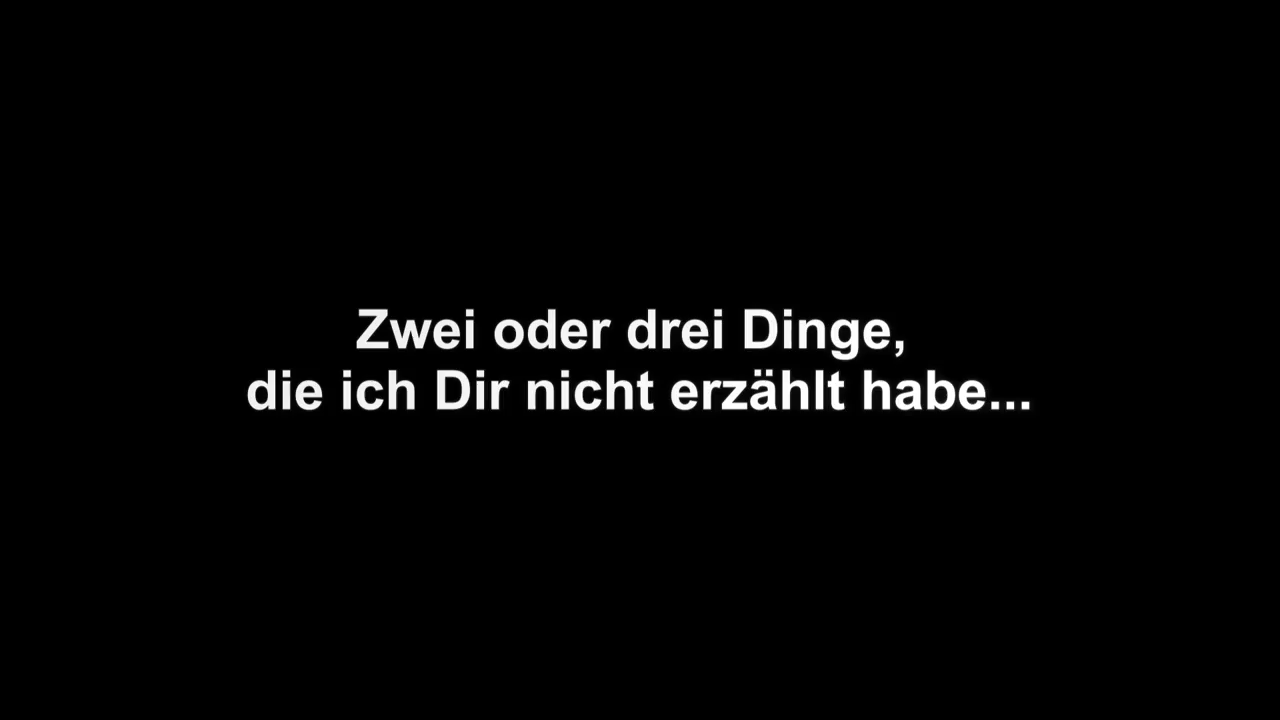 Zwei oder drei Dinge,
die ich Dir nicht erzählt habe...